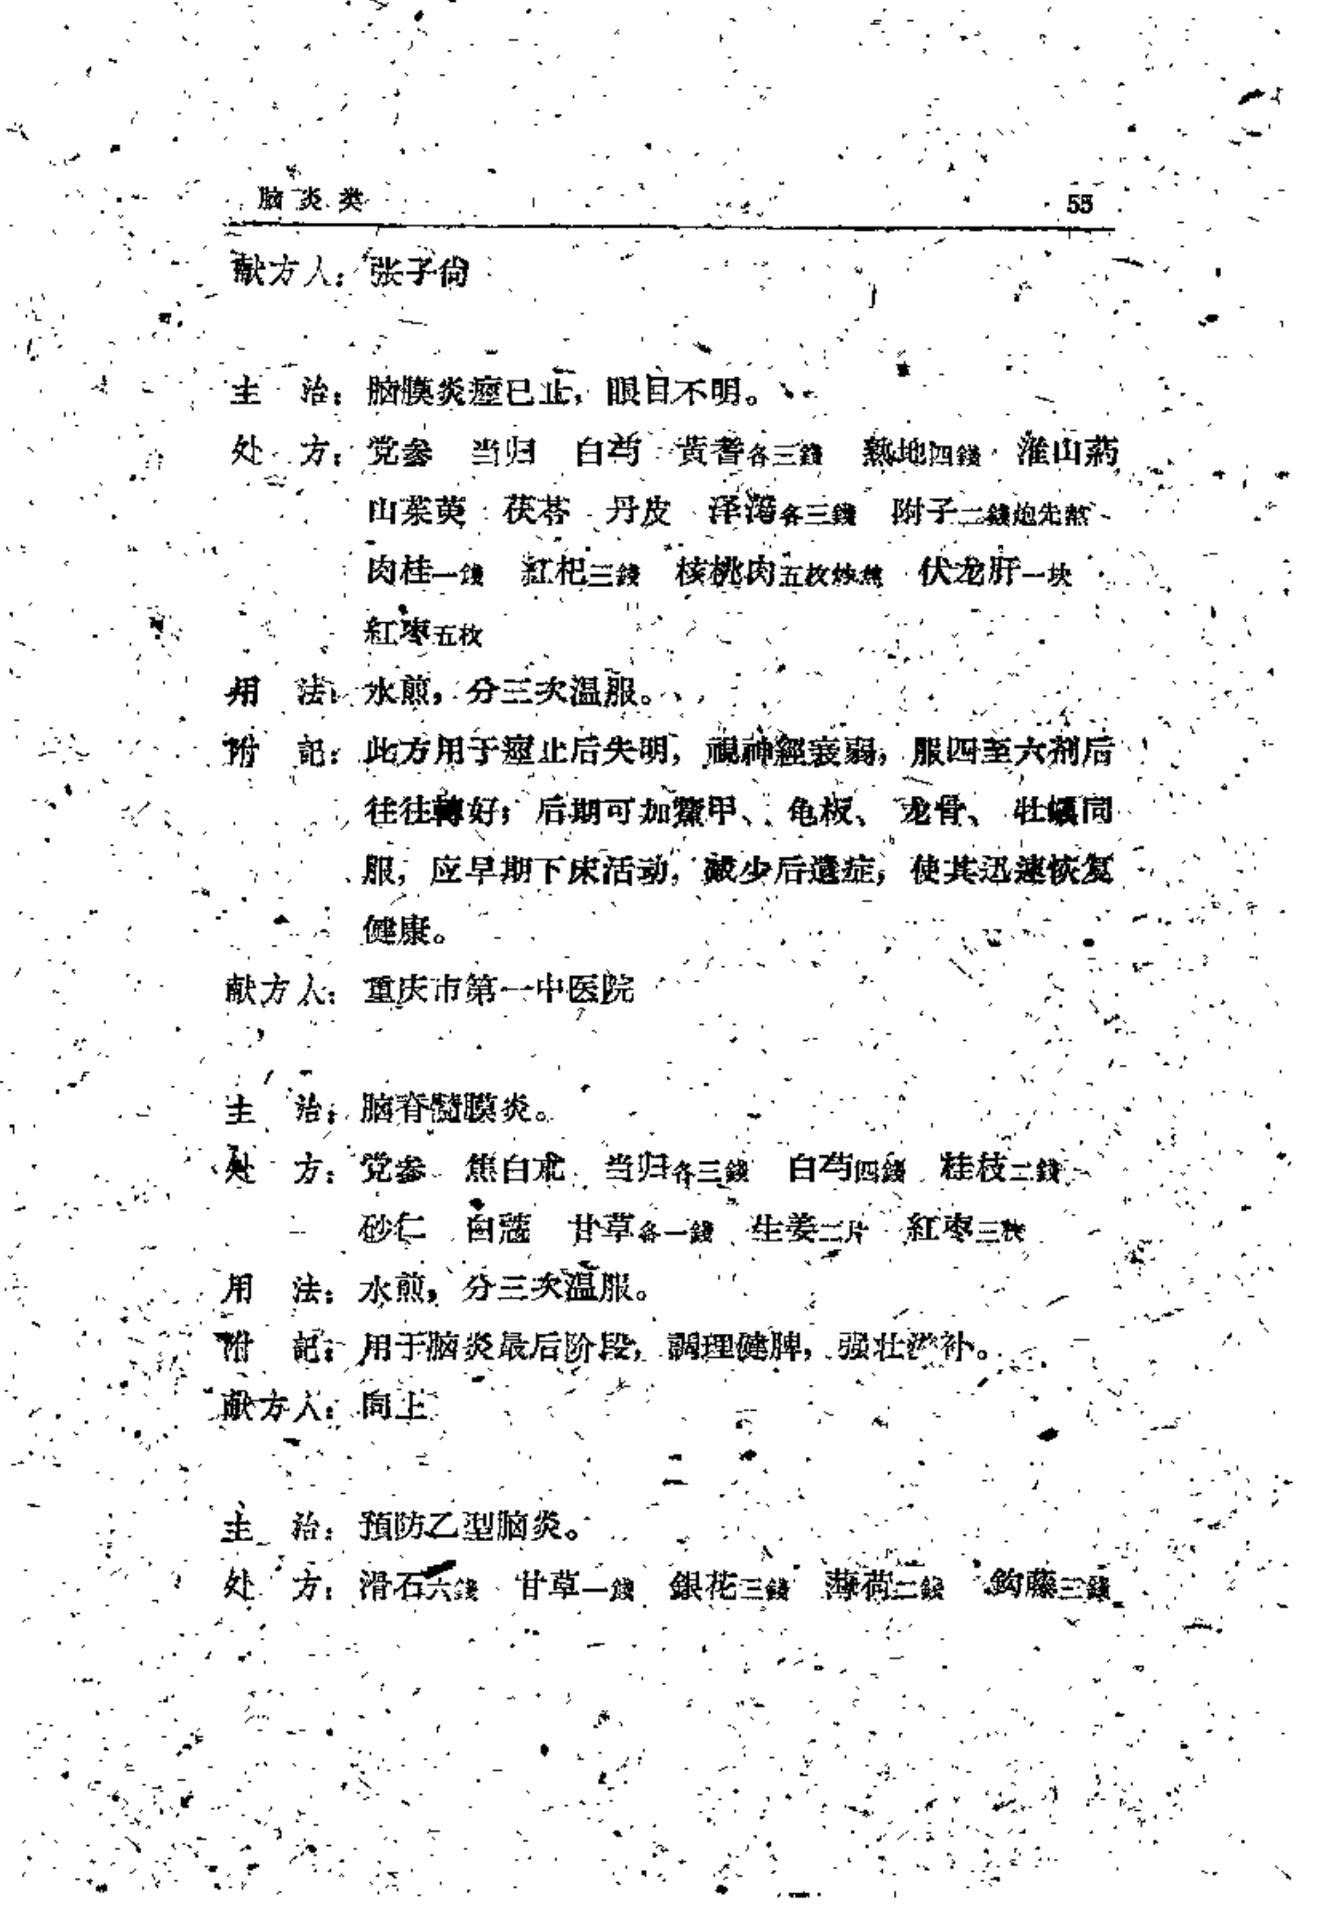 脑炎类 55
献方人：张子尙
主　治：脑膜炎瘛已止，眼目不明。
处　方：党参　当归　白芍　黃耆各三錢　熟地四錢　淮山葯
山茱萸　茯苓　丹皮　泽泻各三錢　附子二錢炮先熬
肉桂一錢　紅杞三錢　核桃肉五枚炒焦　伏龙肝一块
紅枣五枚
用　法：水煎，分三次温服。
附　記：此方用于瘛止后失明，視神經衰弱，服四至六剂后
往往轉好；后期可加鱉甲、龟板、龙骨、牡蠣同
服，应早期下床活动，减少后遗症，使其迅速恢复
健康。
献方人：重庆市第一中医院
主　治：脑脊髓膜炎。
处　方：党参　焦白朮　当归各三錢　白芍四錢　桂枝二錢
砂仁　白蔻　甘草各一錢　生姜二片　紅枣三枚
用　法：水煎，分三次温服。
附　記：用于脑炎最后阶段，調理健脾，强壮滋补。
献方人：同上
主　治：預防乙型脑炎。
处　方：滑石六錢　甘草一錢　銀花三錢　薄荷二錢　鈎藤三錢